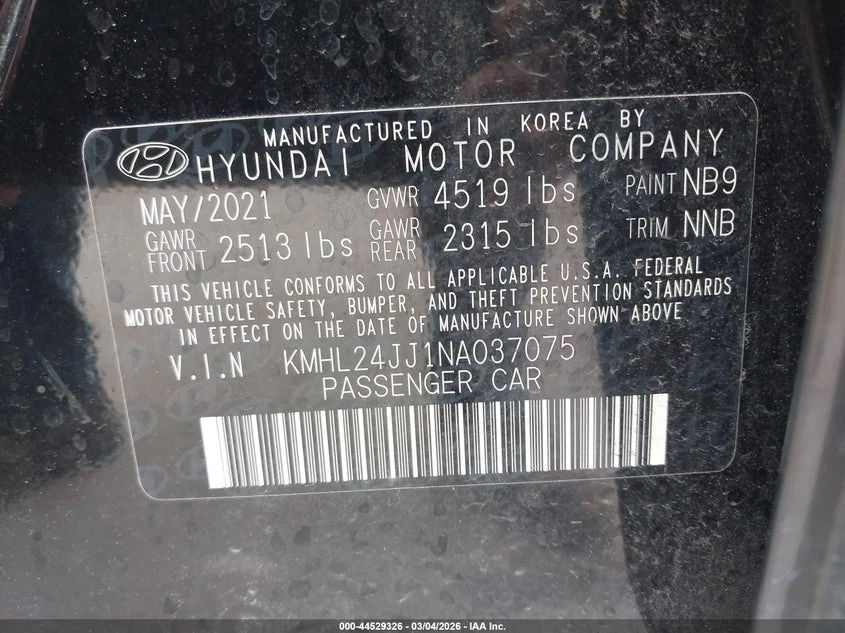 MANUFACTURED IN KOREA BY
HYUNDAI MOTOR COMPANY
MAY/2021 GVWR 4519 lbs PAINT NB9
GAWR FRONT 2513 lbs GAWR REAR 2315 lbs TRIM NNB
THIS VEHICLE CONFORMS TO ALL APPLICABLE U.S.A. FEDERAL
MOTOR VEHICLE SAFETY, BUMPER, AND THEFT PREVENTION STANDARDS
IN EFFECT ON THE DATE OF MANUFACTURE SHOWN ABOVE
V.I.N KMHL24JJ1NA037075
PASSENGER CAR
000-44529326 - 03/04/2026 - IAA Inc.